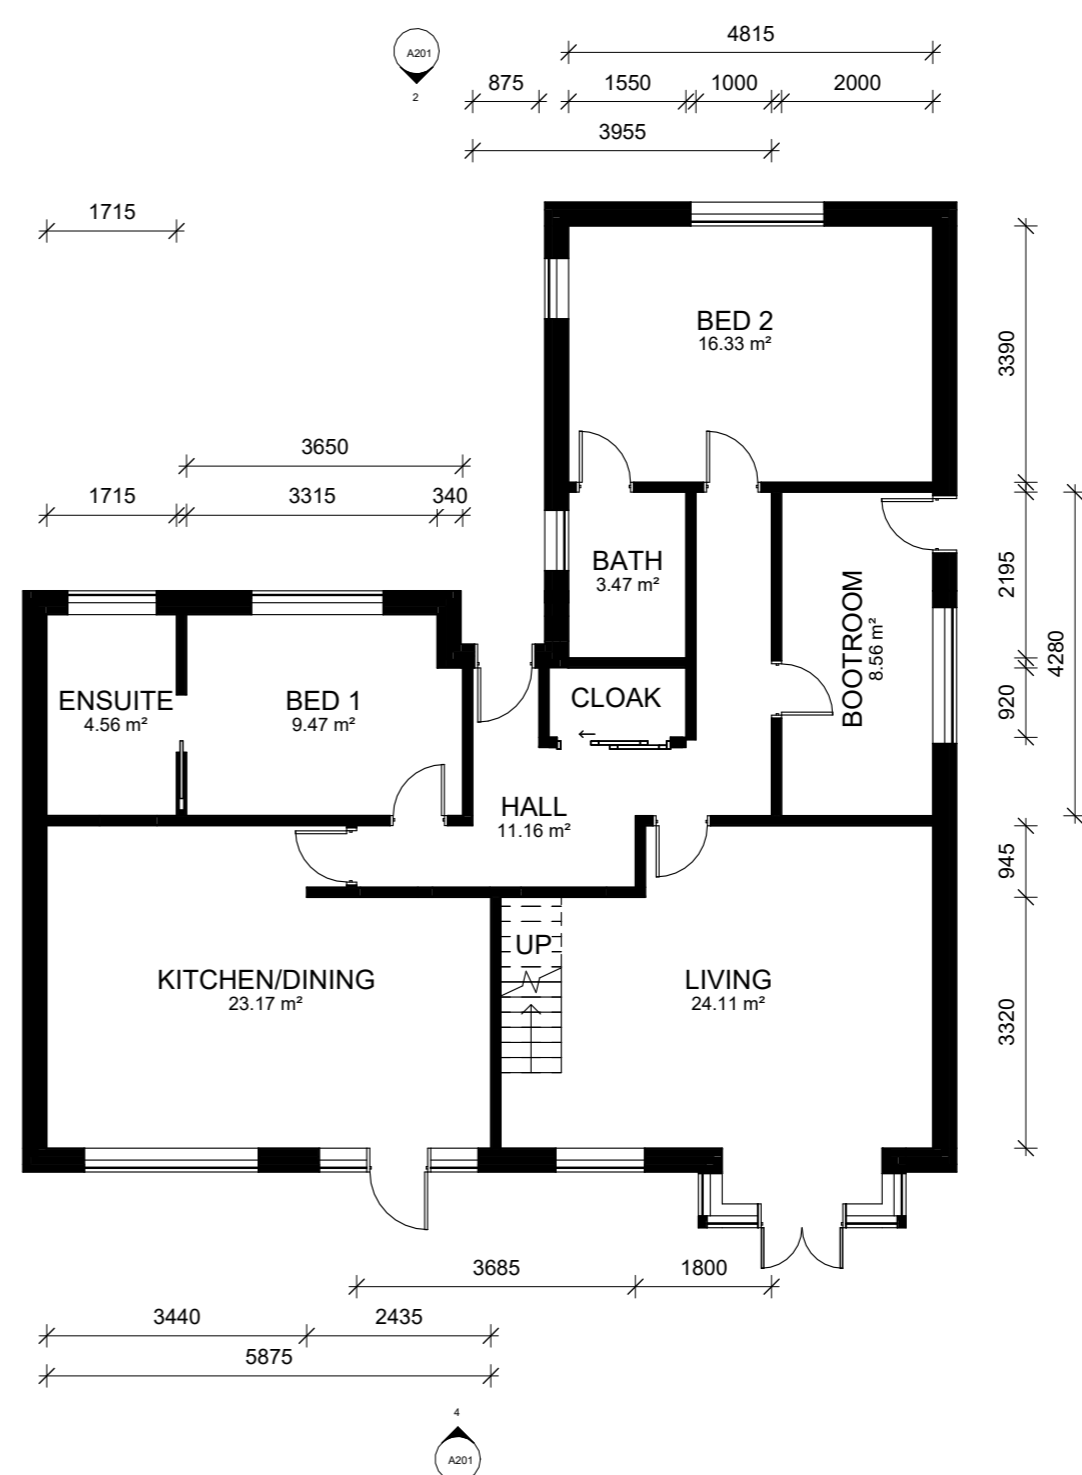 4815
A201
2
875
1550
1000
2000
3955
1715
BED 2
16.33 m²
3390
3650
1715
3315
340
BATH
3.47 m²
2195
BOOTROOM
8.56 m²
4280
ENSUITE
4.56 m²
BED 1
9.47 m²
CLOAK
920
HALL
11.16 m²
945
UP
KITCHEN/DINING
23.17 m²
LIVING
24.11 m²
3320
3685
1800
3440
2435
5875
4
A201